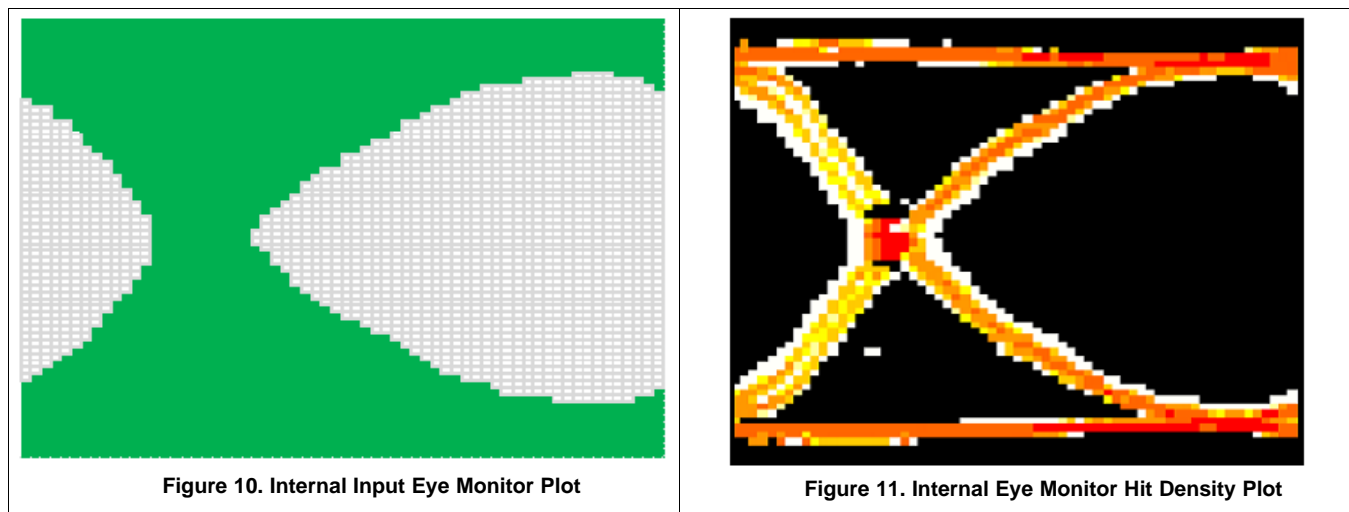 Figure 10. Internal Input Eye Monitor Plot
Figure 11. Internal Eye Monitor Hit Density Plot